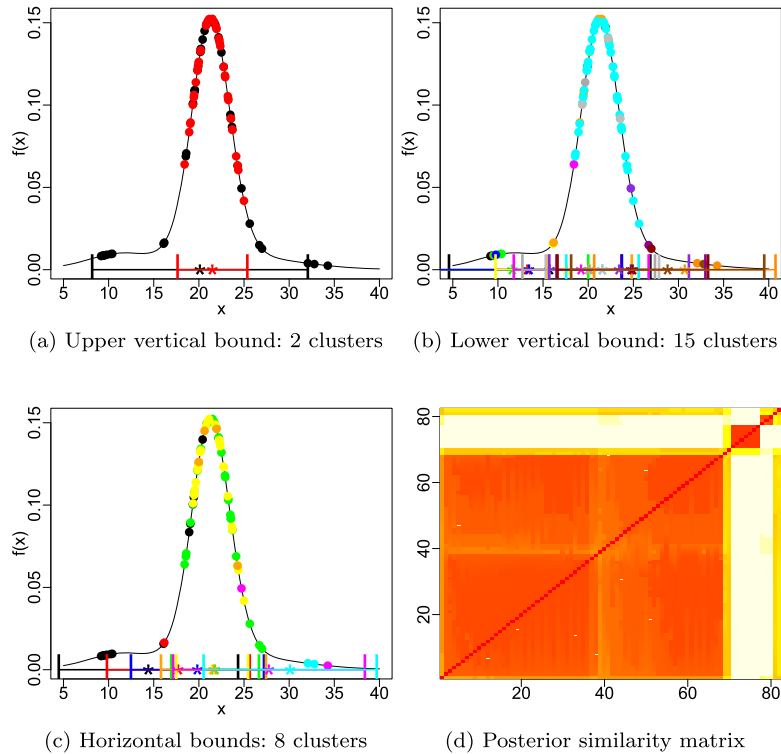 0.00 0.05 0.10 0.15
f(x)
5 10 15 20 25 30 35 40
x
(a) Upper vertical bound: 2 clusters
0.00 0.05 0.10 0.15
f(x)
5 10 15 20 25 30 35 40
x
(b) Lower vertical bound: 15 clusters
0.00 0.05 0.10 0.15
f(x)
5 10 15 20 25 30 35 40
x
(c) Horizontal bounds: 8 clusters
20 40 60 80
20 40 60 80
(d) Posterior similarity matrix